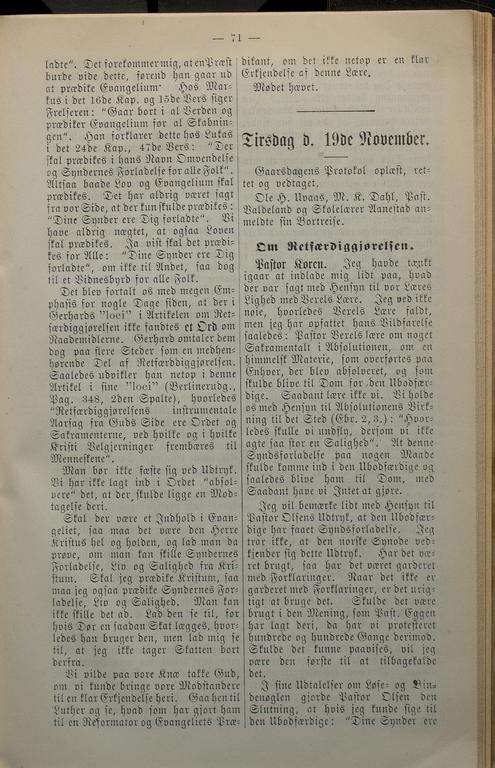 — 71 —
ladte“. Det forekommer mig, at en Præst
burde vide dette, førend han gaar ud
at prædike Evangelium. Hos Mar-
kus i det 16de Kap. og 15de Vers siger
Frelseren: “Gaar bort i al Verden og
prædiker Evangelium for al Skabnin-
gen“. Han forklarer dette hos Lukas
i det 24de Kap., 47de Vers: “Der
skal prædikes i hans Navn Omvendelse
og Syndernes Forladelse for alle Folk“.
Altsaa baade Lov og Evangelium skal
prædikes. Det har aldrig været sagt
fra vor Side, at der kun skulde prædikes:
“Dine Synder ere Dig forladte“. Vi
have aldrig nægtet, at ogsaa Loven
skal prædikes. Ja vist skal det prædi-
kes for Alle: “Dine Synder ere Dig
forladte“, om ikke til Andet, saa dog
til et Vidnesbyrd for alle Folk.
Det blev fortalt os med megen Em-
phasis for nogle Dage siden, at der i
Gerhards ”loci” i Artikelen om Ret-
færdiggjørelsen ikke fandtes et Ord om
Naademidlerne. Gerhard omtaler dem
dog paa flere Steder som en medhen-
hørende Del af Retfærdiggjørelsen.
Saaledes udvikler han netop i denne
Artikel i sine ”loci” (Berlinerudg.,
Pag. 348, 2den Spalte), hvorledes
“Retfærdiggjørelsens instrumentale
Aarsag fra Guds Side ere Ordet og
Sakramenterne, ved hvilke og i hvilke
Kristi Velgjerninger frembæres til
Menneskene“.
Man bør ikke fæste sig ved Udtryk.
Vi har ikke lagt ind i Ordet “absol-
vere“ det, at der skulde ligge en Mod-
tagelse deri.
Skal der være et Indhold i Evan-
geliet, saa maa det være den Herre
Kristus hel og holden, og lad man da
prøve, om man kan skille Syndernes
Forladelse, Liv og Salighed fra Kri-
stum. Skal jeg prædike Kristum, saa
maa jeg ogsaa prædike Syndernes For-
ladelse, Liv og Salighed. Man kan
ikke skille det ad. Lad den se til, for
hvis Dør en saadan Skat lægges, hvor-
ledes han bruger den, men lad mig se
til, at jeg ikke tager Skatten bort
derfra.
Vi vilde paa vore Knæ takke Gud,
om vi kunde bringe vore Modstandere
til en klar Erkjendelse heri. Gaa hen til
Luther og se, hvad som har gjort ham
til en Reformator og Evangeliets Præ-
dikant, om det ikke netop er en klar
Erkjendelse af denne Lære.
Mødet hævet.
Tirsdag d. 19de November.
Gaarsdagens Protokol oplæst, ret-
tet og vedtaget.
Ole H. Uvaas, M. K. Dahl, Past.
Valdeland og Skolelærer Aanestad an-
meldte sin Bortreise.
Om Retfærdiggjørelsen.
Pastor Koren. Jeg havde tænkt
igaar at indlade mig lidt paa, hvad
der var sagt med Hensyn til vor Læres
Lighed med Verels Lære. Jeg ved ikke
nøie, hvorledes Verels Lære faldt,
men jeg har opfattet hans Vildfarelse
saaledes: Pastor Verels lære om noget
Sakramentalt i Absolutionen, om en
himmelsk Materie, som overførtes paa
Enhver, der blev absolveret, og som
skulde blive til Dom for den Ubodfær-
dige. Saadant lære ikke vi. Vi holde
os med Hensyn til Absolutionens Virk-
ning til det Sted (Ebr. 2, 3.): “Hvor-
ledes skulle vi undfly, dersom vi ikke
agte saa stor en Salighed“. At denne
Syndsforladelse paa nogen Maade
skulde komme ind i den Ubodfærdige og
saaledes blive ham til Dom, med
Saadant have vi Intet at gjøre.
Jeg vil bemærke lidt med Hensyn til
Pastor Olsens Udtryk, at den Ubodfær-
dige har faaet Syndsforladelse. Jeg
tror ikke, at den norske Synode ved-
kjender sig dette Udtryk. Har det væ-
ret brugt, saa har det været garderet
med Forklaringer. Naar det ikke er
garderet med Forklaringer, er det urig-
tigt at bruge det. Skulde det være
brugt i den Mening, som Past. Eggen
har lagt deri, da har vi protesteret
hundrede og hundrede Gange derimod.
Skulde det kunne paavises, vil jeg
være den første til at tilbagekalde
det.
I sine Udtalelser om Løse- og Bin-
denøglen gjorde Pastor Olsen den
Slutning, at hvis jeg kunde sige til
den Ubodfærdige: “Dine Synder ere